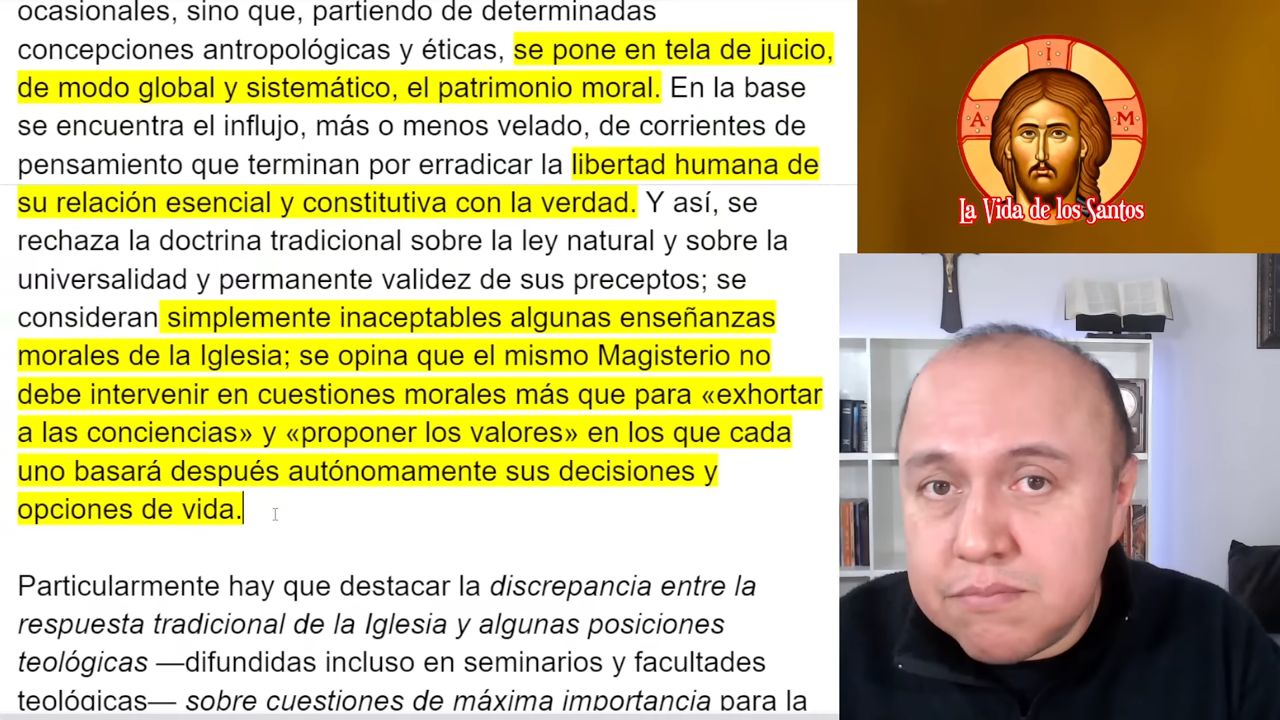 ocasionales, sino que, partiendo de determinadas
concepciones antropológicas y éticas, se pone en tela de juicio,
de modo global y sistemático, el patrimonio moral. En la base
se encuentra el influjo, más o menos velado, de corrientes de
pensamiento que terminan por erradicar la libertad humana de
su relación esencial y constitutiva con la verdad. Y así, se
rechaza la doctrina tradicional sobre la ley natural y sobre la
universalidad y permanente validez de sus preceptos; se
consideran simplemente inaceptables algunas enseñanzas
morales de la Iglesia; se opina que el mismo Magisterio no
debe intervenir en cuestiones morales más que para «exhortar
a las conciencias» y «proponer los valores» en los que cada
uno basará después autónomamente sus decisiones y
opciones de vida.
Particularmente hay que destacar la discrepancia entre la
respuesta tradicional de la Iglesia y algunas posiciones
teológicas —difundidas incluso en seminarios y facultades
teológicas— sobre cuestiones de máxima importancia para la
I
A M
La Vida de los Santos